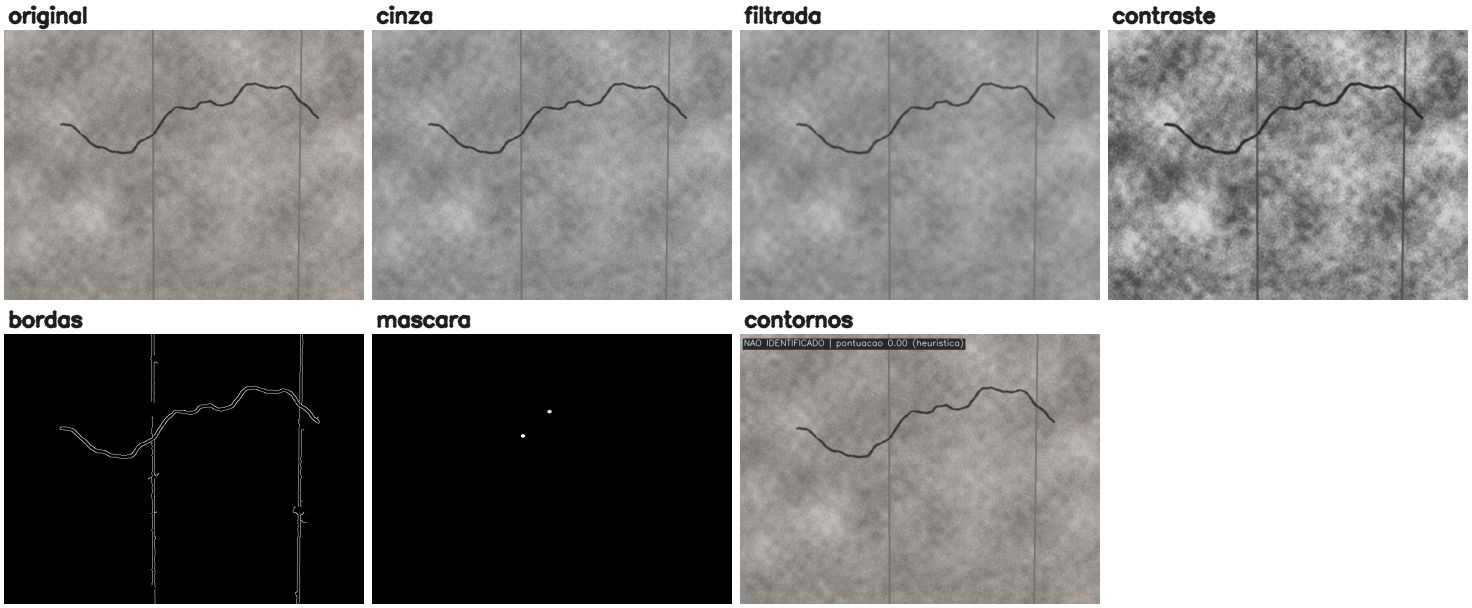 original
cinza
filtrada
contraste
bordas
mascara
contornos
NAO IDENTIFICADO | pontuacao 0.00 (heuristica)